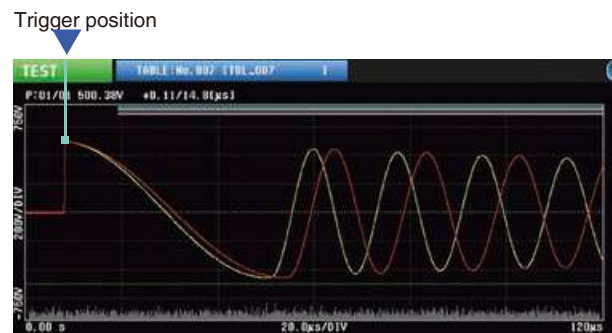 Trigger position
TEST
TABLE:No.007 [TBL_007 ]
P:01/01 500.38V +0.11/14.8[µs]
750V
200V/DIV
-750V
0.00 s 20.0µs/DIV 120µs